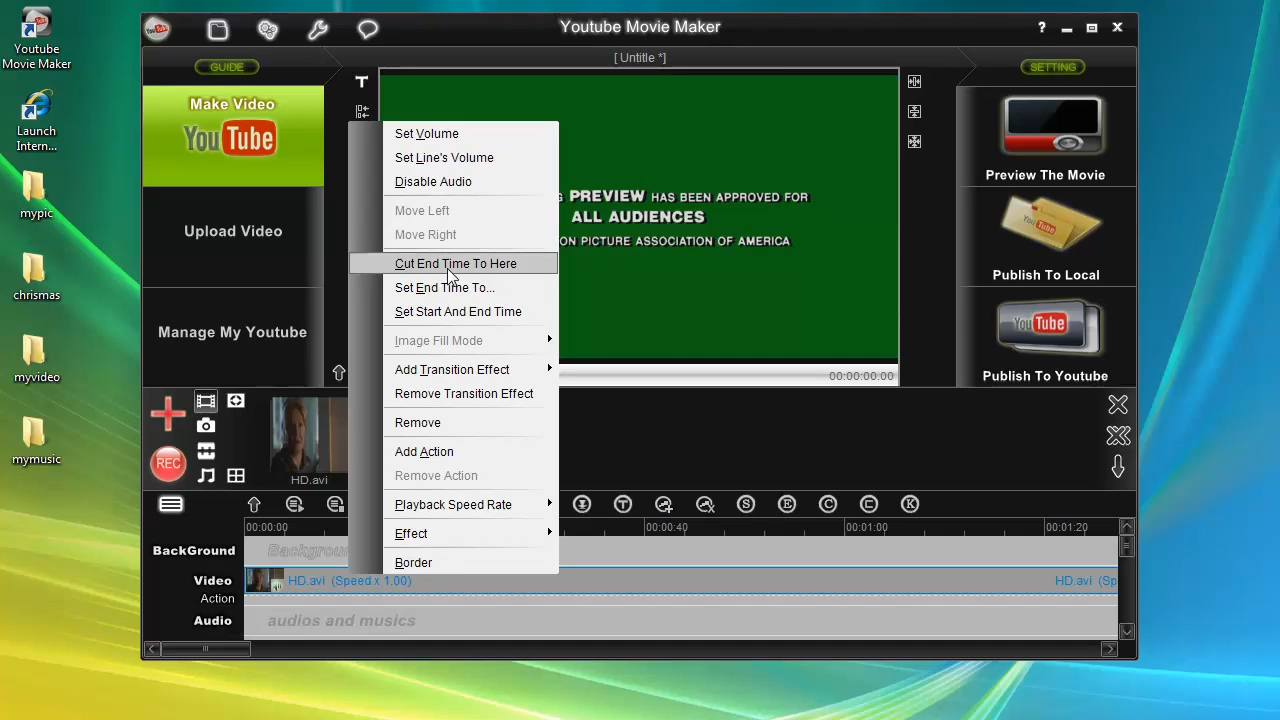 Youtube
Movie Maker
Launch
Intern...
mypic
chrismas
myvideo
mymusic
Youtube Movie Maker
?
[ Untitle *]
GUIDE
Make Video
You Tube
Upload Video
Manage My Youtube
T
PREVIEW HAS BEEN APPROVED FOR
ALL AUDIENCES
ON PICTURE ASSOCIATION OF AMERICA
00:00:00.00
SETTING
Preview The Movie
You Tube
Publish To Local
You Tube
Publish To Youtube
Set Volume
Set Line's Volume
Disable Audio
Move Left
Move Right
Cut End Time To Here
Set End Time To...
Set Start And End Time
Image Fill Mode
Add Transition Effect
Remove Transition Effect
Remove
Add Action
Remove Action
Playback Speed Rate
Effect
Border
REC
HD.avi
T S E C K
00:00:00 00:00:40 00:01:00 00:01:20
BackGround
Video HD.avi (Speed x 1.00) HD.avi (Sp
Action
Audio audios and musics